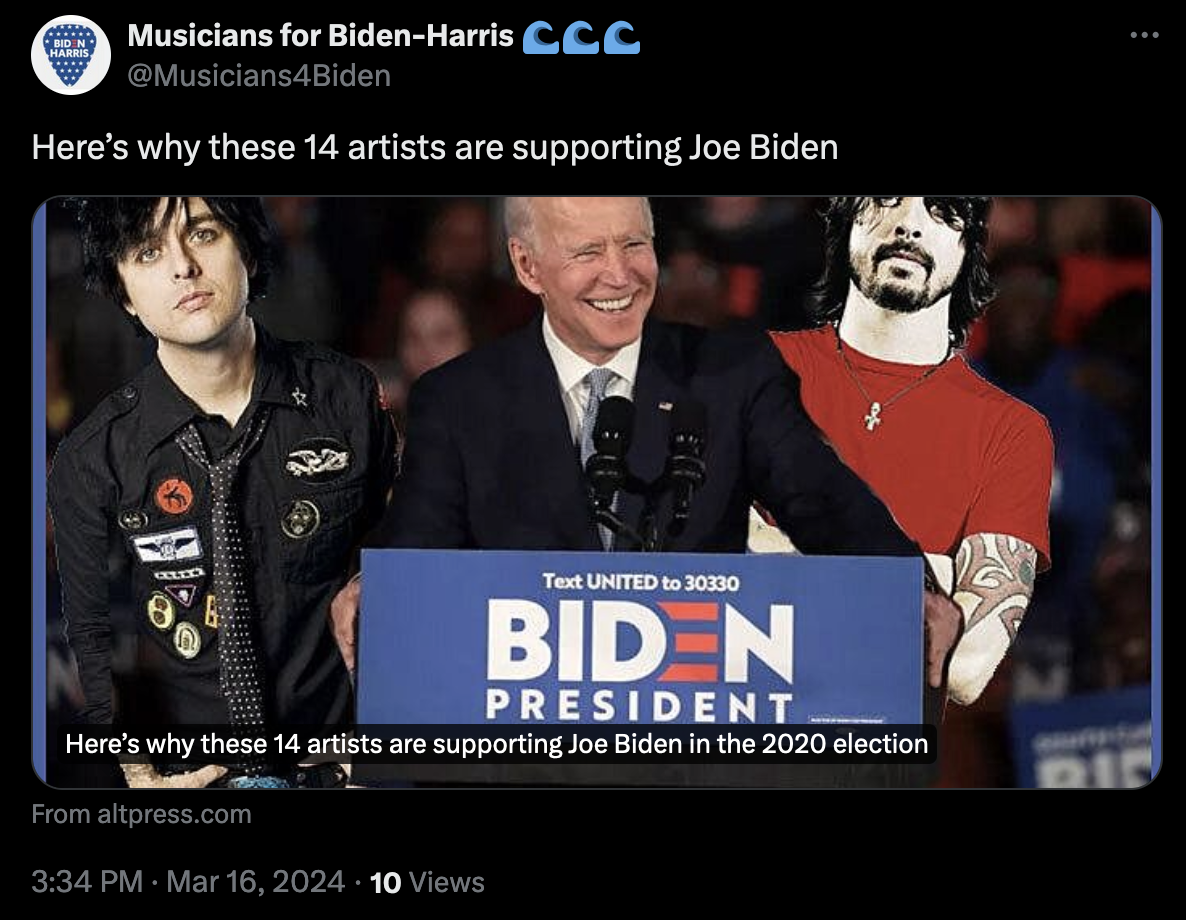 BIDEN
HARRIS
Musicians for Biden-Harris
@Musicians4Biden
Here’s why these 14 artists are supporting Joe Biden
Text UNITED to 30330
BIDEN
PRESIDENT
Here’s why these 14 artists are supporting Joe Biden in the 2020 election
From altpress.com
3:34 PM · Mar 16, 2024 · 10 Views